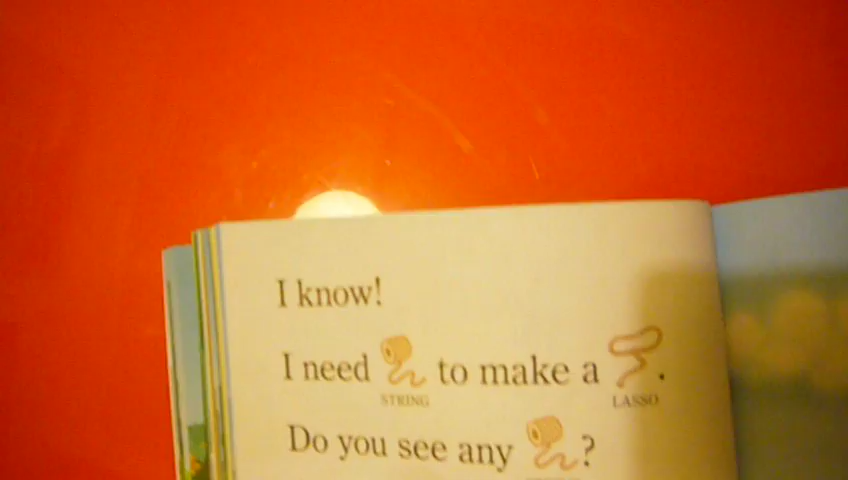 I know!
I need to make a .
STRING LASSO
Do you see any ?